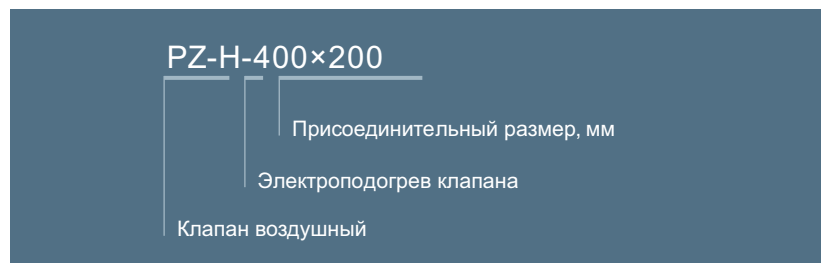 PZ-H-400×200
Присоединительный размер, мм
Электроподогрев клапана
Клапан воздушный